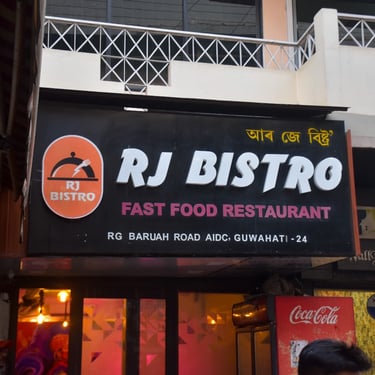 আৰ জে বিষ্ট্ৰ'
RJ BISTRO
RJ
BISTRO
FAST FOOD RESTAURANT
RG BARUAH ROAD AIDC, GUWAHATI - 24
Coca-Cola